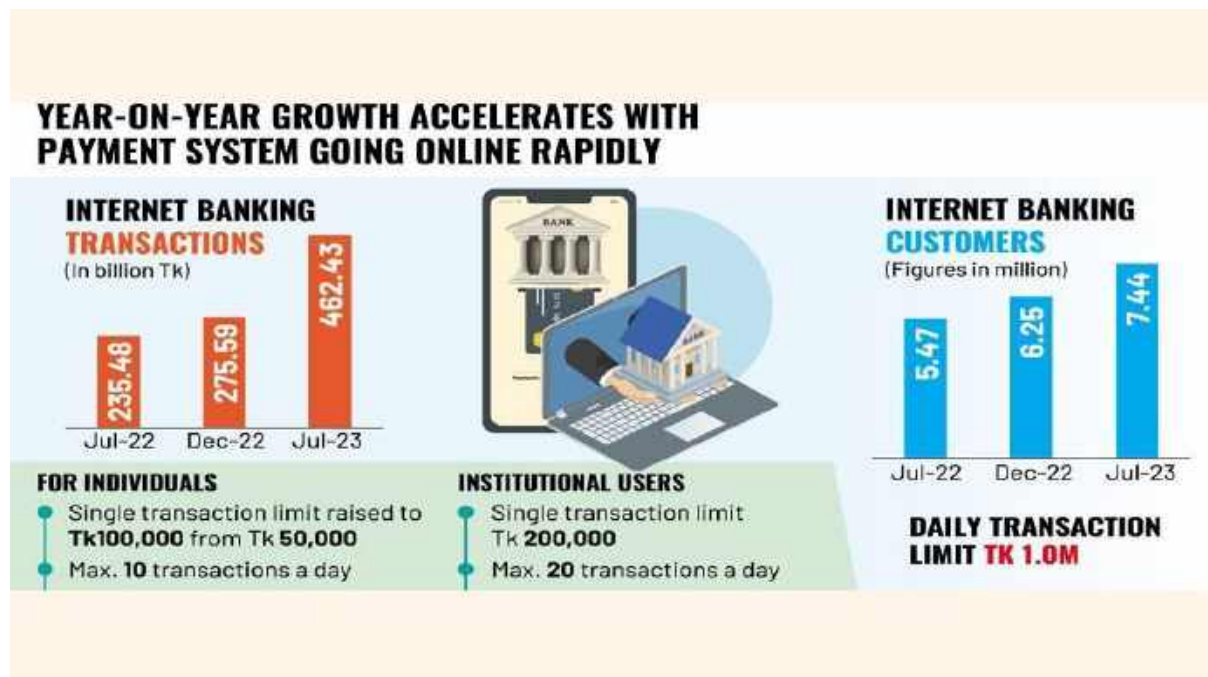 YEAR-ON-YEAR GROWTH ACCELERATES WITH
PAYMENT SYSTEM GOING ONLINE RAPIDLY
INTERNET BANKING
TRANSACTIONS
(In billion Tk)
235.48
275.59
462.43
Jul-22 Dec-22 Jul-23
BANK
BANK
INTERNET BANKING
CUSTOMERS
(Figures in million)
5.47
6.25
7.44
Jul-22 Dec-22 Jul-23
FOR INDIVIDUALS
Single transaction limit raised to
Tk100,000 from Tk 50,000
Max. 10 transactions a day
INSTITUTIONAL USERS
Single transaction limit
Tk 200,000
Max. 20 transactions a day
DAILY TRANSACTION
LIMIT TK 1.0M